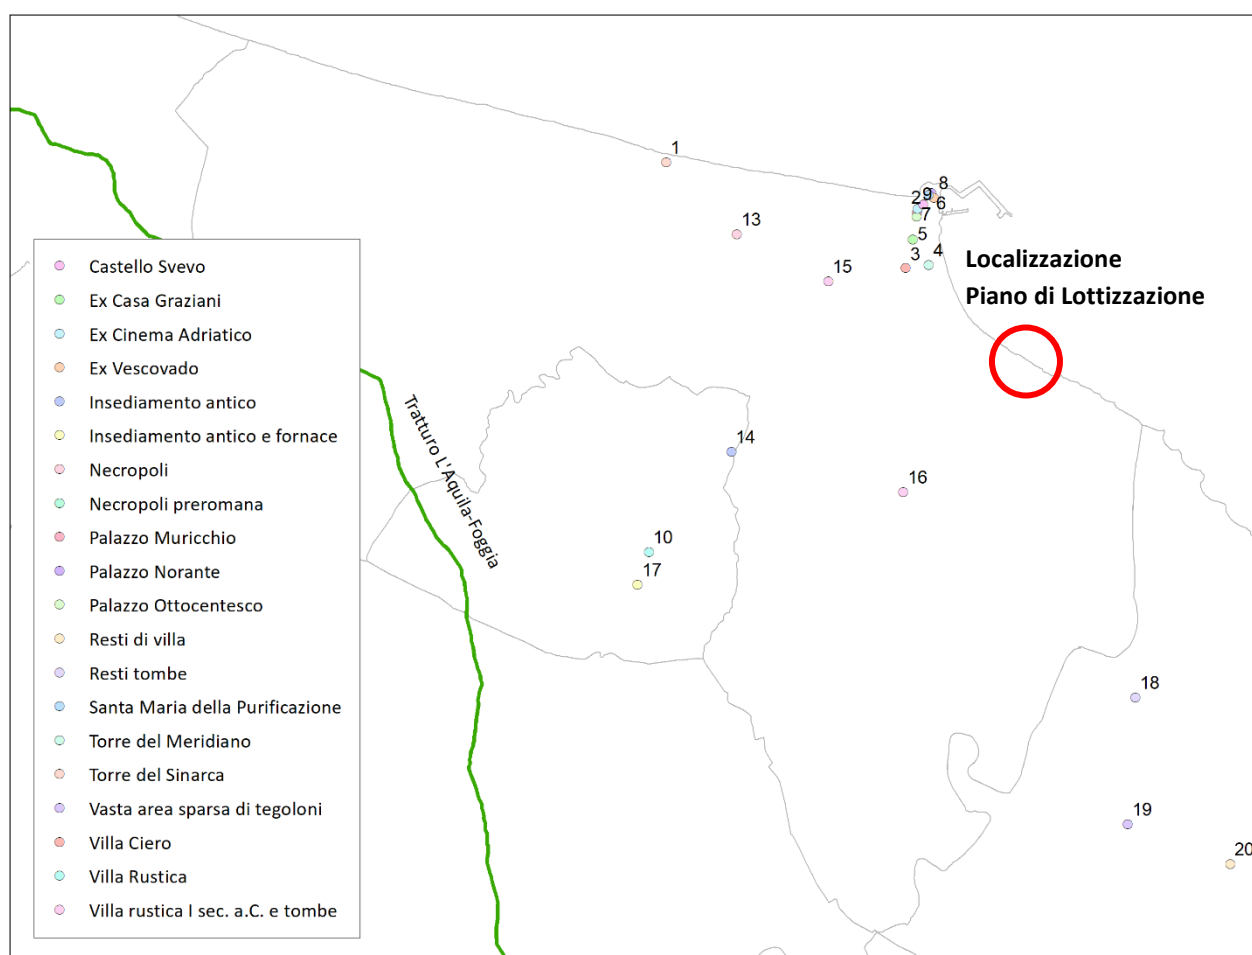 1
8
9
2
6
7
13
5
3
4
15
Localizzazione
Piano di Lottizzazione
Castello Svevo
Ex Casa Graziani
Ex Cinema Adriatico
Ex Vescovado
Insediamento antico
Insediamento antico e fornace
Necropoli
Necropoli preromana
Palazzo Muricchio
Palazzo Norante
Palazzo Ottocentesco
Resti di villa
Resti tombe
Santa Maria della Purificazione
Torre del Meridiano
Torre del Sinarca
Vasta area sparsa di tegoloni
Villa Ciero
Villa Rustica
Villa rustica I sec. a.C. e tombe
Tratturo L'Aquila-Foggia
14
16
10
17
18
19
20